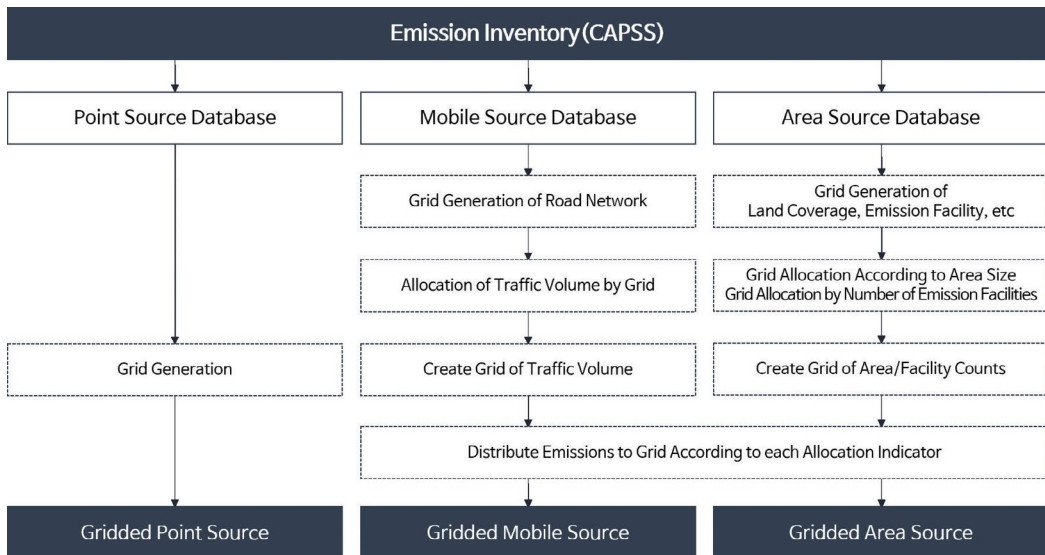 Emission Inventory(CAPSS)
Point Source Database
Mobile Source Database
Area Source Database
Grid Generation of Road Network
Grid Generation of
Land Coverage, Emission Facility, etc
Allocation of Traffic Volume by Grid
Grid Allocation According to Area Size
Grid Allocation by Number of Emission Facilities
Grid Generation
Create Grid of Traffic Volume
Create Grid of Area/Facility Counts
Distribute Emissions to Grid According to each Allocation Indicator
Gridded Point Source
Gridded Mobile Source
Gridded Area Source